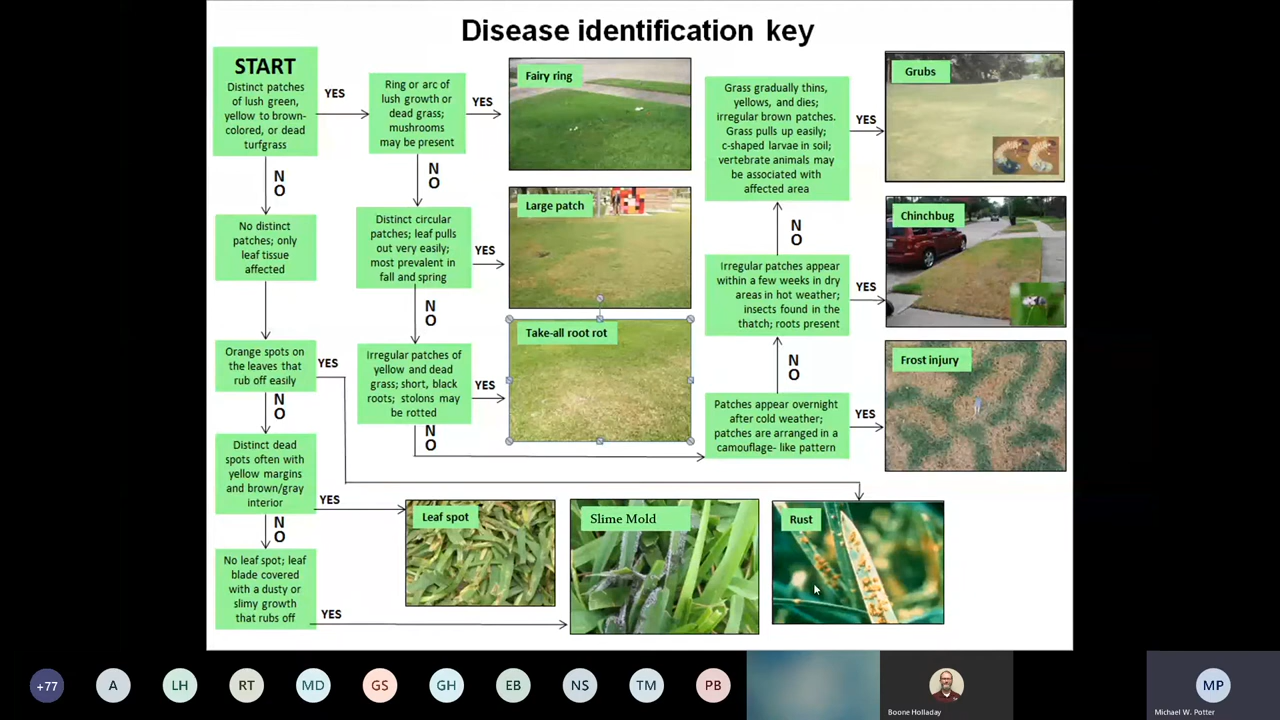 Disease identification key
START
Distinct patches
of lush green,
yellow to brown-
colored, or dead
turfgrass
YES
Ring or arc of
lush growth or
dead grass;
mushrooms
may be present
YES
Fairy ring
N
O
No distinct
patches; only
leaf tissue
affected
N
O
Distinct circular
patches; leaf pulls
out very easily;
most prevalent in
fall and spring
YES
Large patch
N
O
Irregular patches of
yellow and dead
grass; short, black
roots; stolons may
be rotted
YES
Take-all root rot
N
O
Patches appear overnight
after cold weather;
patches are arranged in a
camouflage- like pattern
YES
Frost injury
N
O
Irregular patches appear
within a few weeks in dry
areas in hot weather;
insects found in the
thatch; roots present
YES
Chinchbug
N
O
Grass gradually thins,
yellows, and dies;
irregular brown patches.
Grass pulls up easily;
c-shaped larvae in soil;
vertebrate animals may
be associated with
affected area
YES
Grubs
Orange spots on
the leaves that
rub off easily
YES
Rust
N
O
Distinct dead
spots often with
yellow margins
and brown/gray
interior
YES
Leaf spot
N
O
No leaf spot; leaf
blade covered
with a dusty or
slimy growth
that rubs off
YES
Slime Mold
+77
A
LH
RT
MD
GS
GH
EB
NS
TM
PB
Boone Holladay
MP
Michael W. Potter